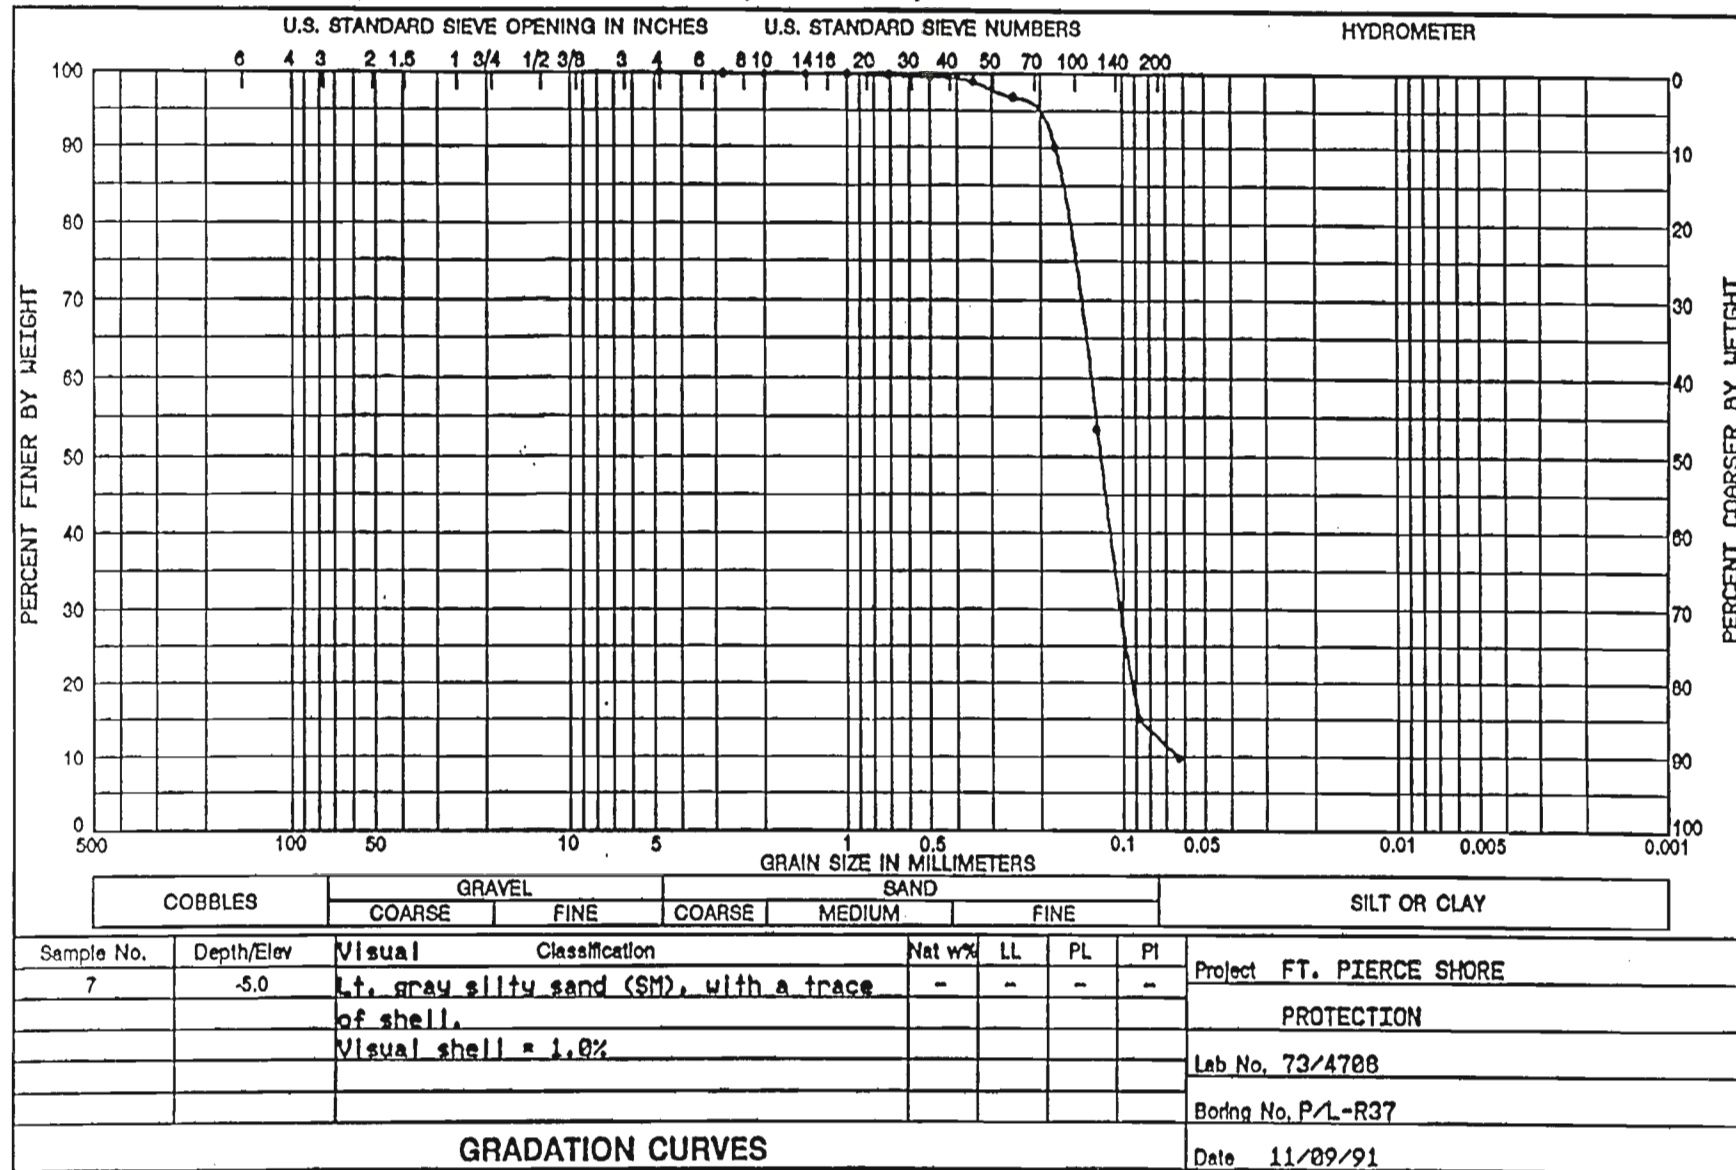 U.S. STANDARD SIEVE OPENING IN INCHES U.S. STANDARD SIEVE NUMBERS HYDROMETER
6 4 3 2 1.5 1 3/4 1/2 3/8 3 4 6 8 10 14 16 20 30 40 50 70 100 140 200
100 0
90 10
80 20
70 30
60 40
50 50
40 60
30 70
20 80
10 90
0 100
PERCENT FINER BY WEIGHT
PERCENT COARSER BY WEIGHT
500 100 50 10 5 1 0.5 0.1 0.05 0.01 0.005 0.001
GRAIN SIZE IN MILLIMETERS
COBBLES GRAVEL SAND SILT OR CLAY
COARSE FINE COARSE MEDIUM FINE
Sample No. Depth/Elev Visual Classification Nat w% LL PL PI
7 -5.0 Lt. gray silty sand (SM), with a trace - - - -
of shell.
Visual shell = 1.0%
Project FT. PIERCE SHORE
PROTECTION
Lab No. 73/4708
Boring No. P/L-R37
Date 11/09/91
GRADATION CURVES